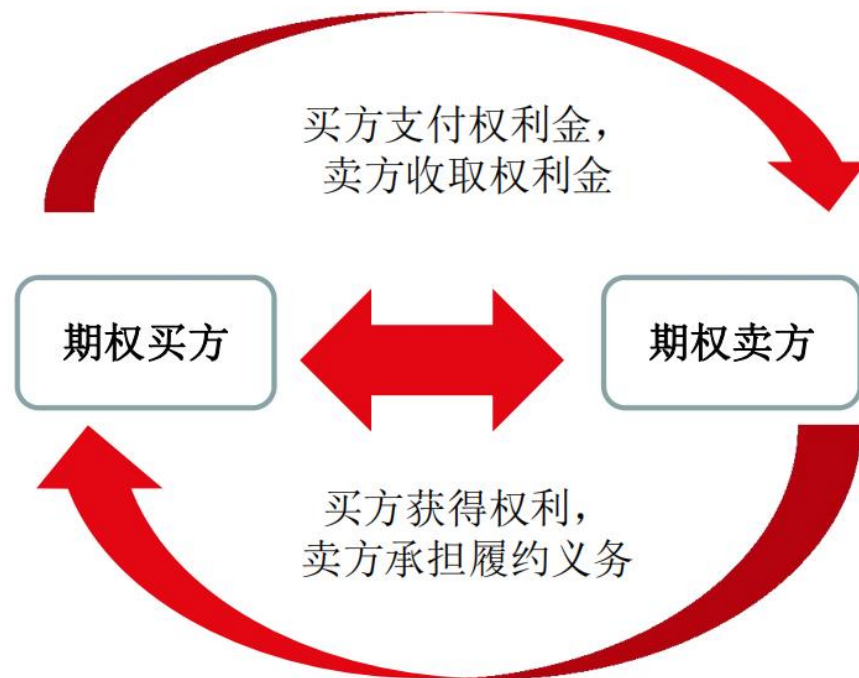 买方支付权利金，
卖方收取权利金
期权买方
期权卖方
买方获得权利，
卖方承担履约义务